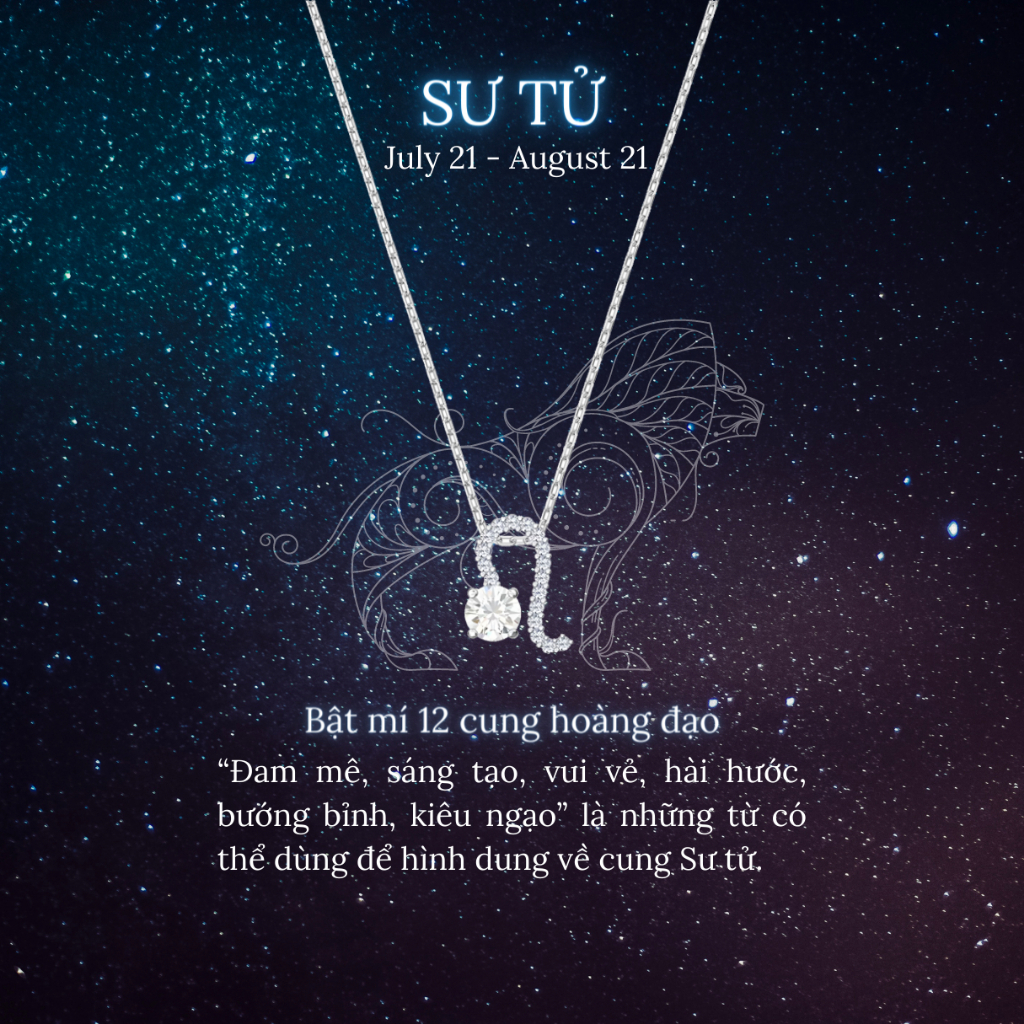 SƯ TỬ
July 21 - August 21
Bật mí 12 cung hoàng đạo
“Đam mê, sáng tạo, vui vẻ, hài hước,
bướng bỉnh, kiêu ngạo” là những từ có
thể dùng để hình dung về cung Sư tử.